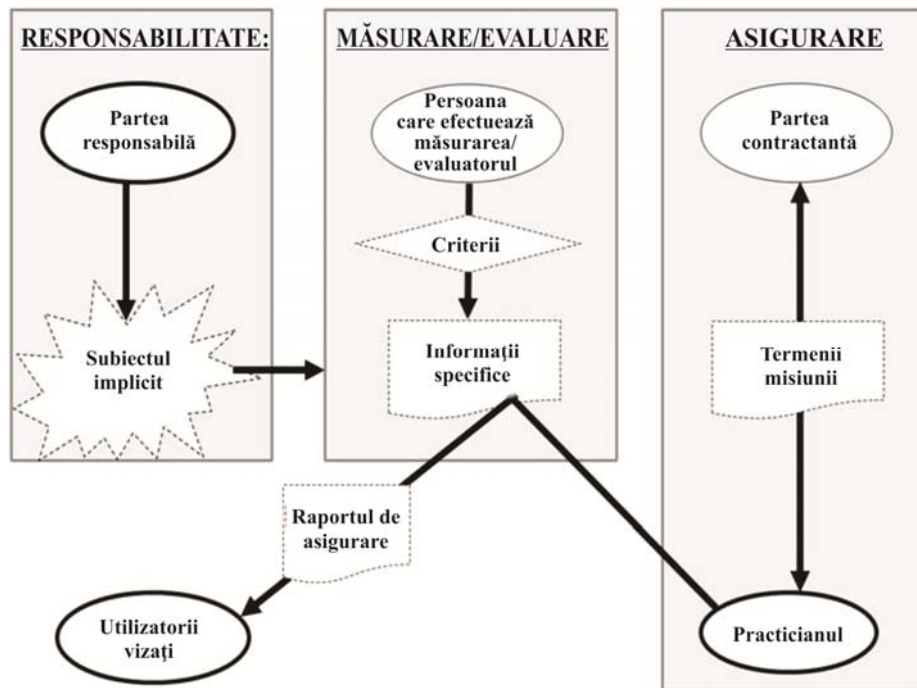 RESPONSABILITATE:
Partea
responsabilă
Subiectul
implicit
MĂSURARE/EVALUARE
Persoana
care efectuează
măsurarea/
evaluatorul
Criterii
Informații
specifice
ASIGURARE
Partea
contractantă
Termenii
misiunii
Raportul de
asigurare
Utilizatorii
vizați
Practicianul